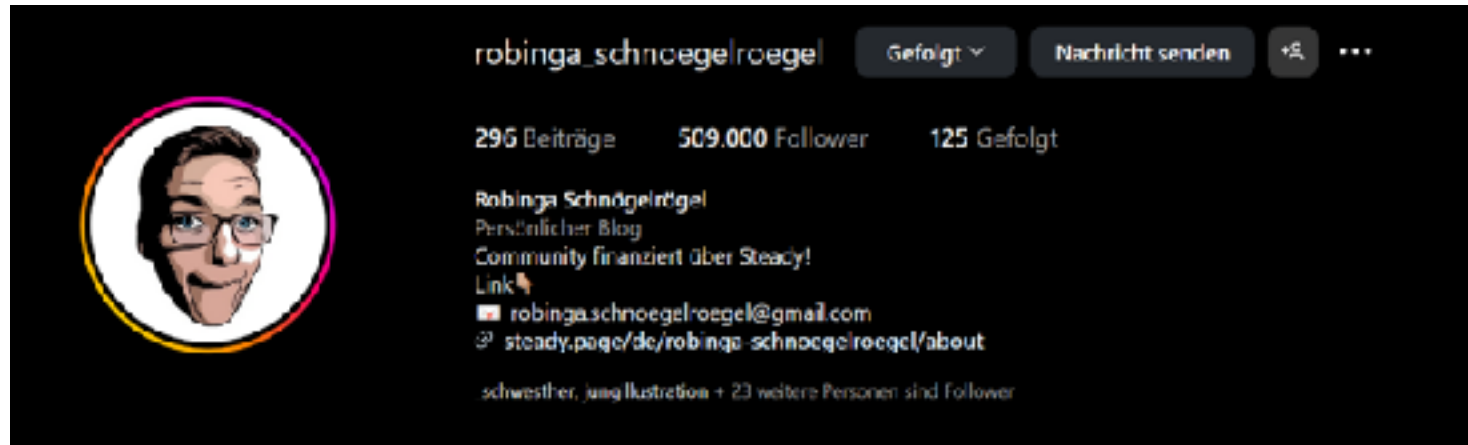 robinga_schnoegelroegel Gefolgt Nachricht senden
296 Beiträge 509.000 Follower 125 Gefolgt
Robinga Schnögelrögel
Persönlicher Blog
Community finanziert über Steady!
Link👇
robinga.schnoegelroegel@gmail.com
steady.page/de/robinga-schnoegelroegel/about
schwesther, jungillustration + 23 weitere Personen sind Follower